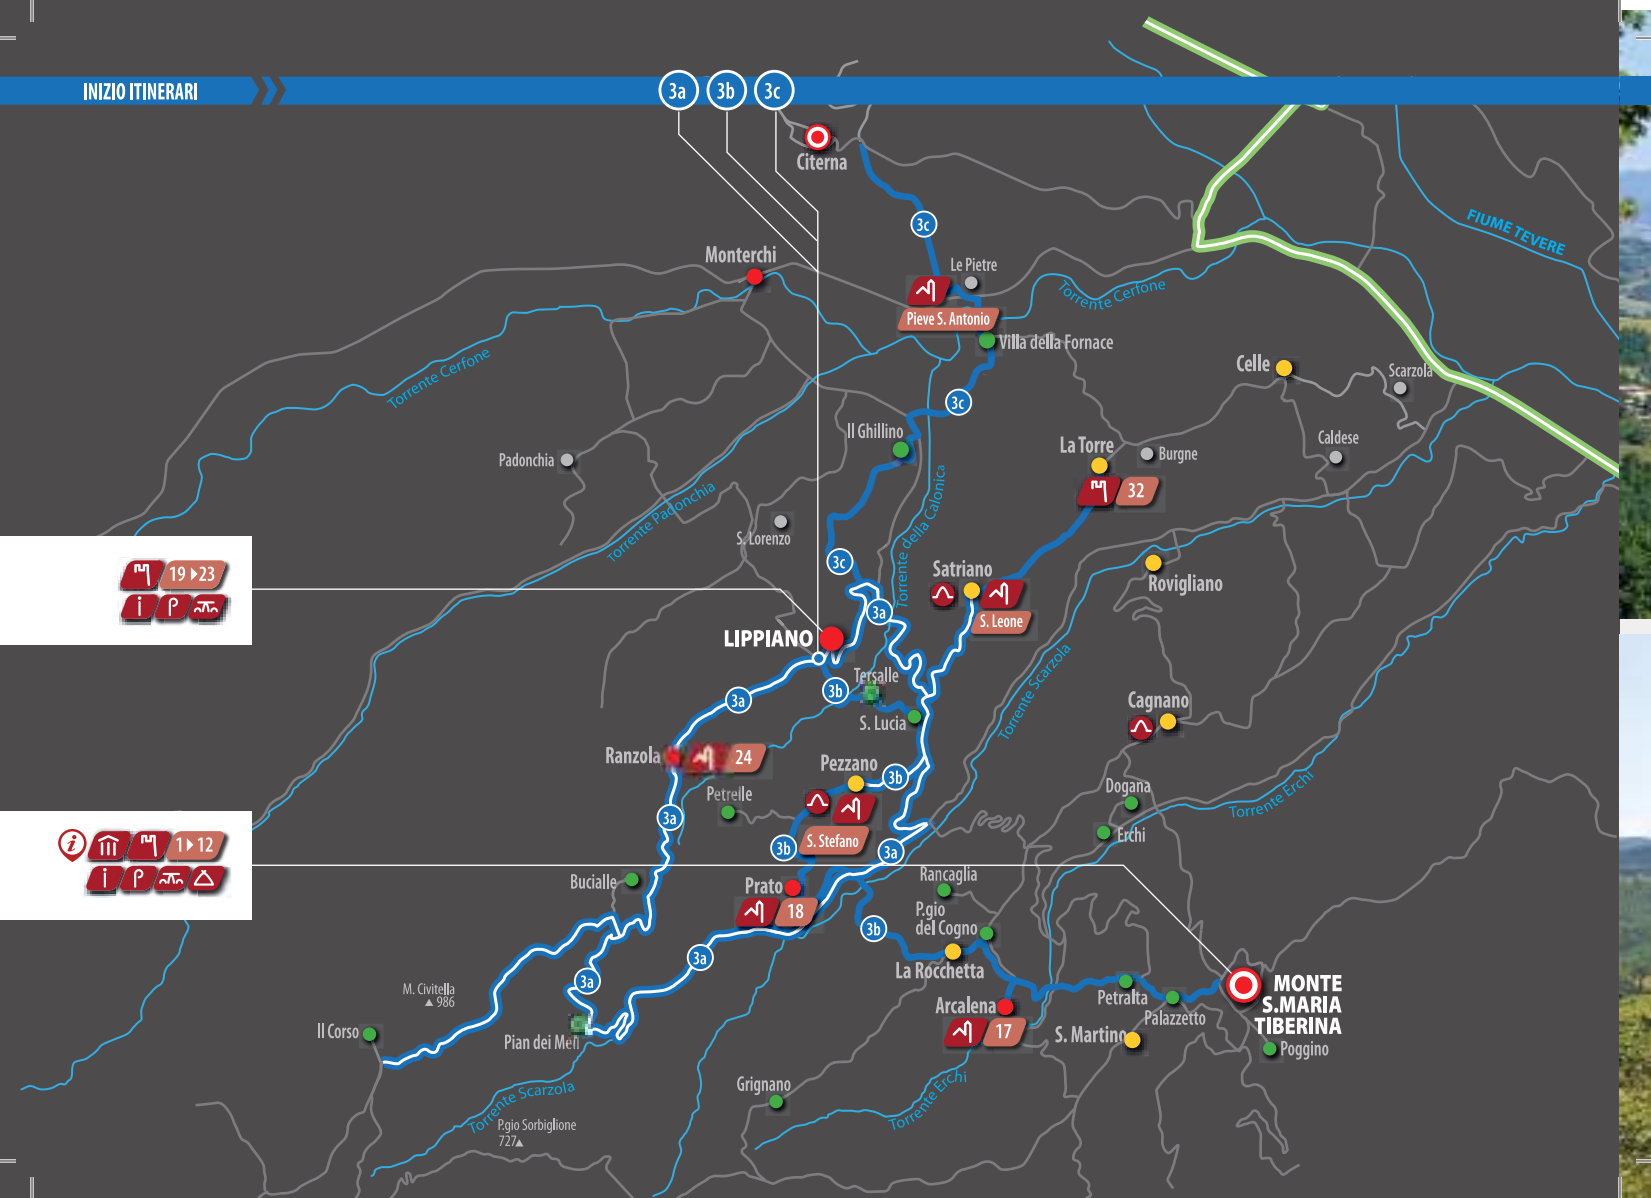 INIZIO ITINERARI
3a
3b
3c
Citerna
3c
FIUME TEVERE
Monterchi
Le Pietre
Torrente Cerfone
Pieve S. Antonio
Villa della Fornace
Torrente Cerfone
Celle
Scarzola
3c
Il Ghillino
La Torre
Caldese
Burgne
Padonchia
32
Torrente Padonchia
Torrente della Calonica
S. Lorenzo
3c
Satriano
Rovigliano
19 23
i P
3a
S. Leone
LIPPIANO
Torrente Scarzola
Tersalle
3b
3a
Cagnano
S. Lucia
Ranzola
24
Pezzano
3b
Petrelle
Dogana
Torrente Erchi
3a
Erchi
i
1 12
S. Stefano
3b
3a
i P
Bucialle
Rancaglia
Prato
18
P.gio
del Cogno
3b
3a
La Rocchetta
3a
M. Civitella
986
MONTE
S.MARIA
TIBERINA
Petralta
Arcalena
Palazzetto
17
Il Corso
Pian dei Meri
S. Martino
Poggino
Grignano
Torrente Erchi
Torrente Scarzola
P.gio Sorbiglione
727